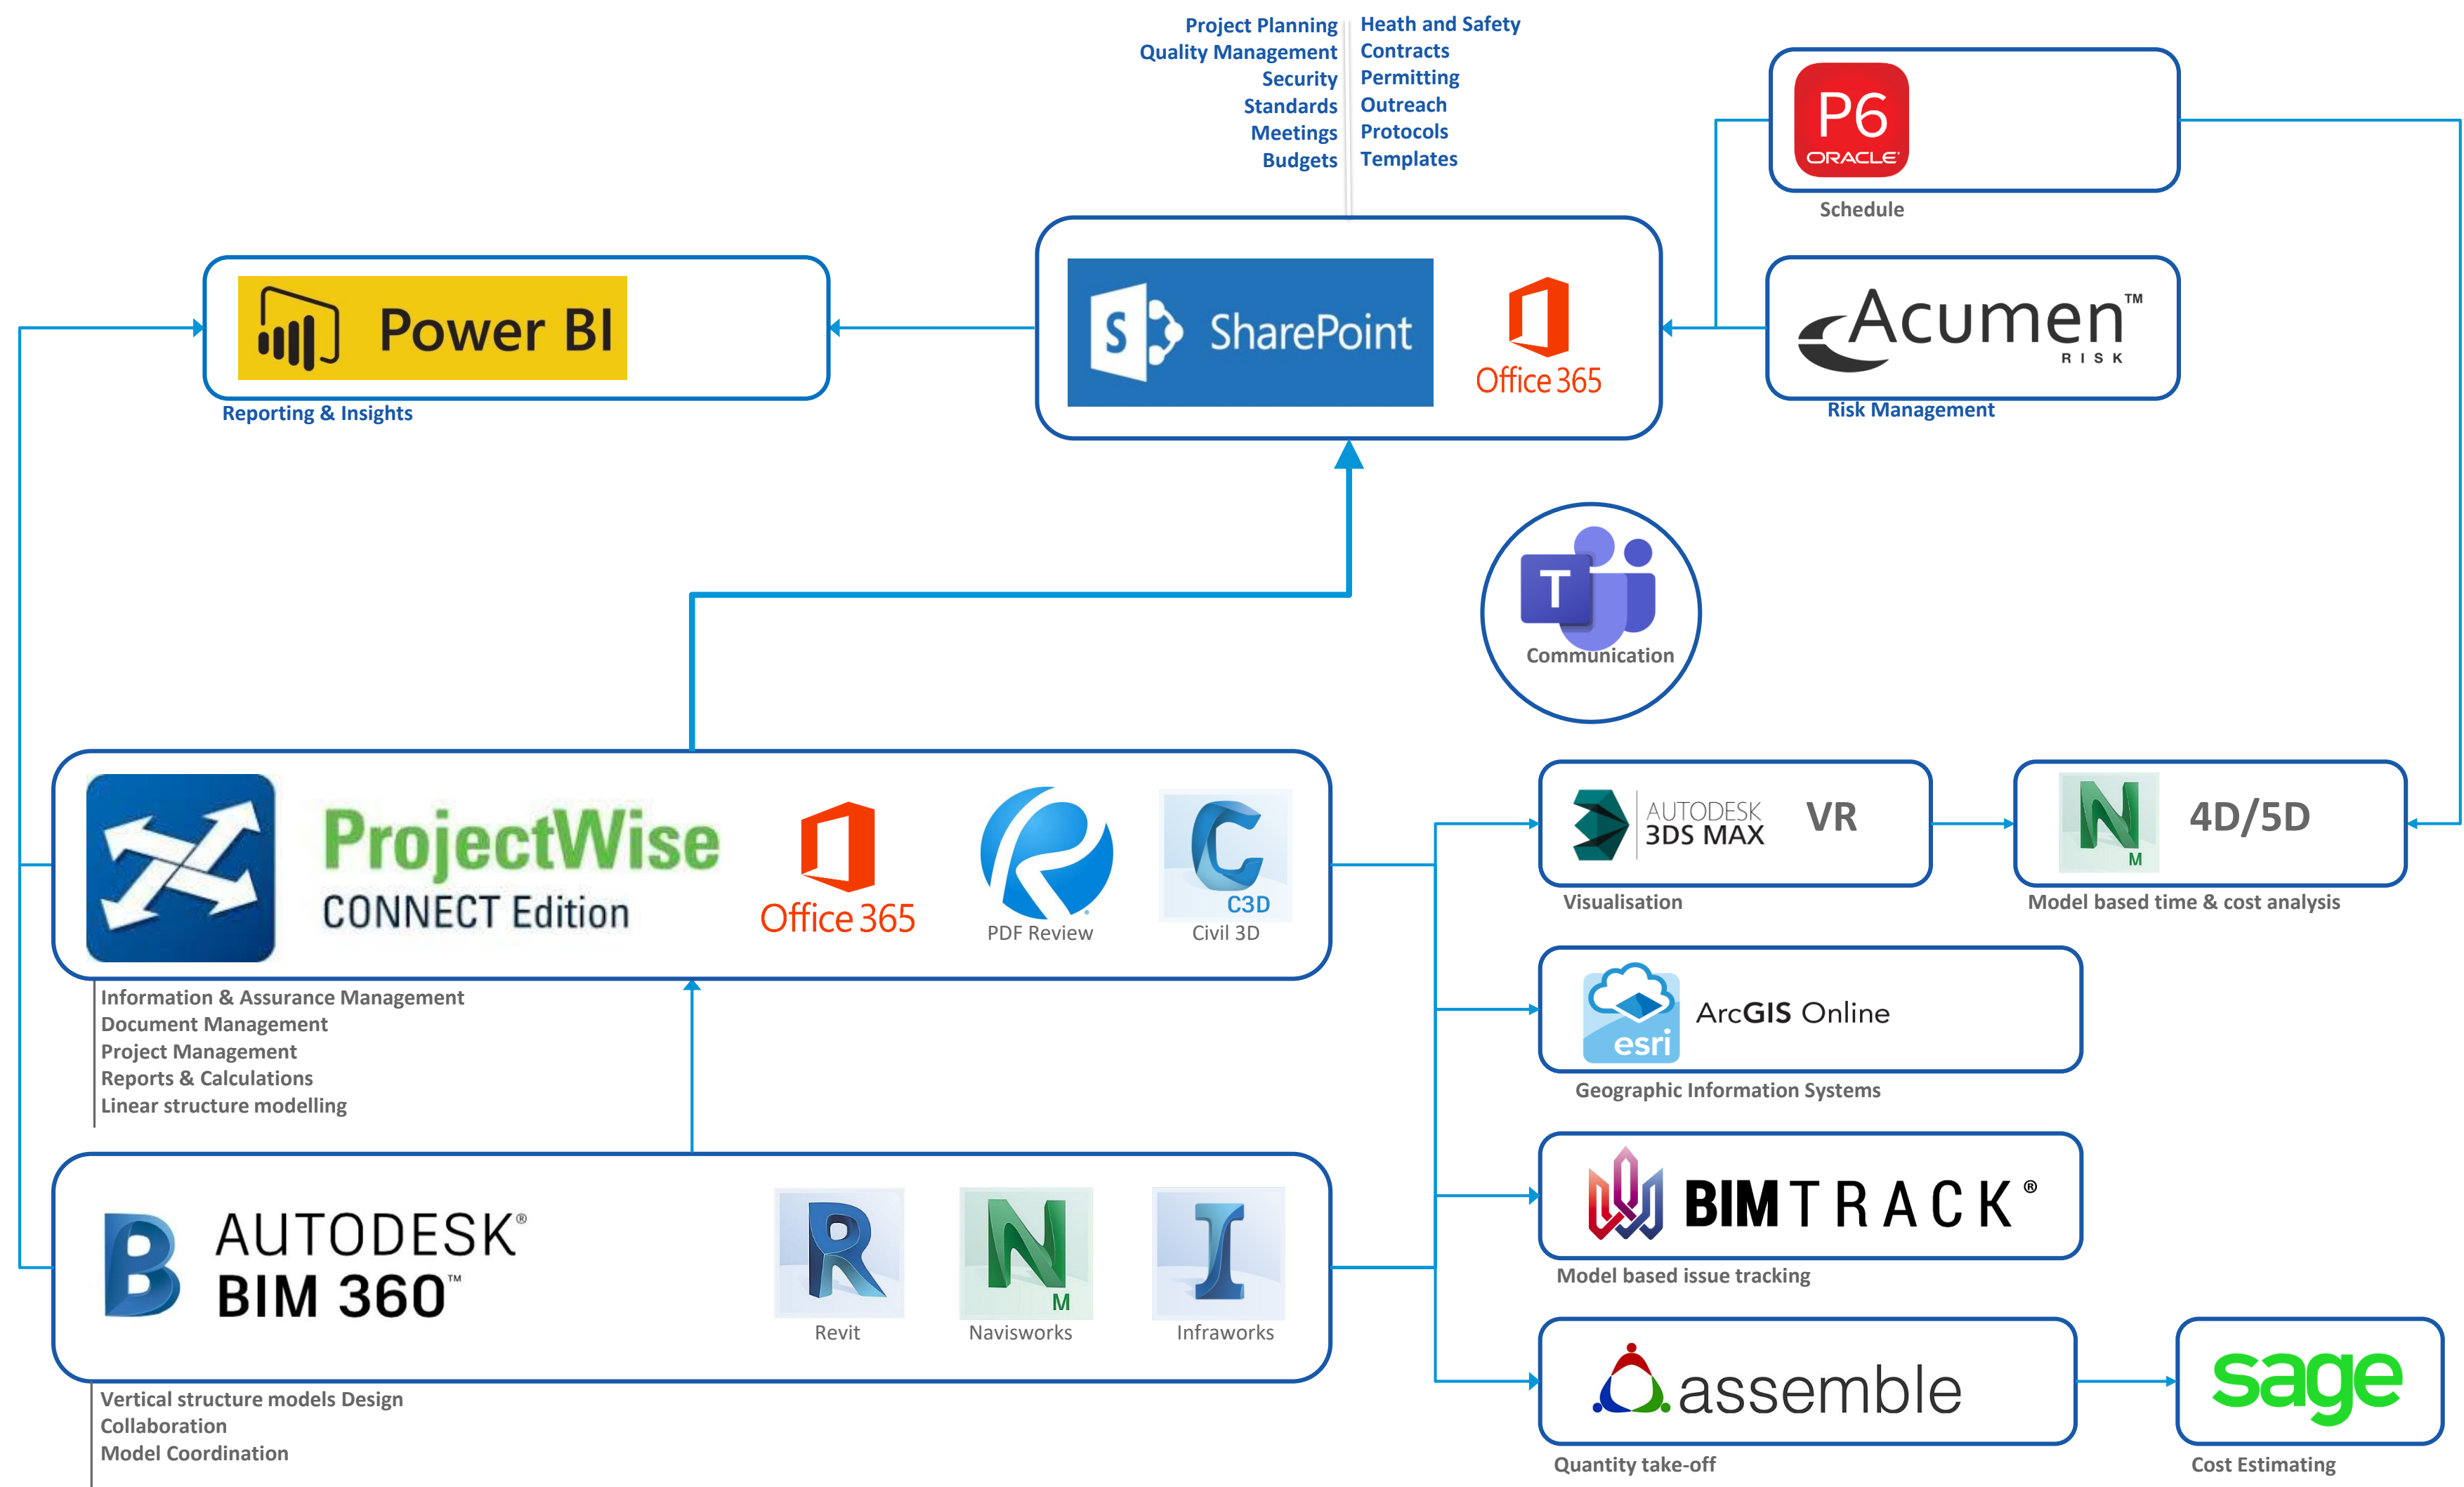 Project Planning
Quality Management
Security
Standards
Meetings
Budgets
Heath and Safety
Contracts
Permitting
Outreach
Protocols
Templates
P6
ORACLE
Schedule
Power BI
Reporting & Insights
S
SharePoint
Office 365
Acumen™
RISK
Risk Management
T
Communication
ProjectWise
CONNECT Edition
Office 365
PDF Review
C3D
Civil 3D
Information & Assurance Management
Document Management
Project Management
Reports & Calculations
Linear structure modelling
AUTODESK
3DS MAX
VR
Visualisation
M
4D/5D
Model based time & cost analysis
esri
ArcGIS Online
Geographic Information Systems
BIMTRACK®
Model based issue tracking
AUTODESK®
BIM 360™
Revit
M
Navisworks
Infraworks
Vertical structure models Design
Collaboration
Model Coordination
assemble
Quantity take-off
sage
Cost Estimating